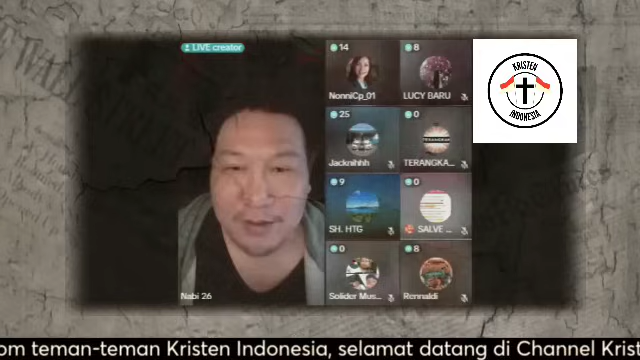 LIVE creator
14
8
NonniCp_01
LUCY BARU
25
0
Jacknihhh
TERANGKA...
9
0
SH. HTG
SALVE ...
0
8
Nabi 26
Solider Mus...
Rennaldi
KRISTEN
INDONESIA
om teman-teman Kristen Indonesia, selamat datang di Channel Krist